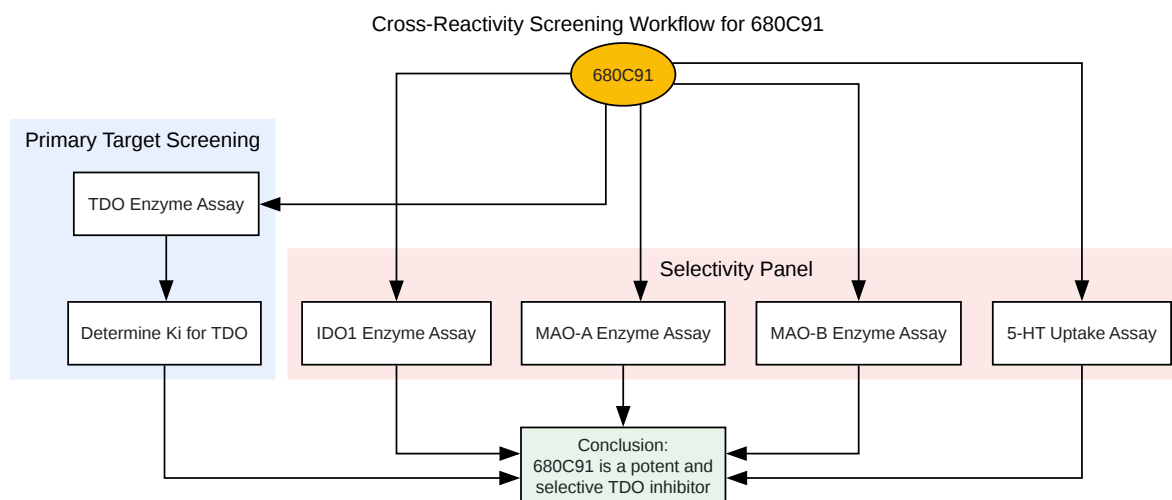 Cross-Reactivity Screening Workflow for 680C91
680C91
Primary Target Screening
TDO Enzyme Assay
Determine Ki for TDO
Selectivity Panel
IDO1 Enzyme Assay
MAO-A Enzyme Assay
MAO-B Enzyme Assay
5-HT Uptake Assay
Conclusion:
680C91 is a potent and
selective TDO inhibitor